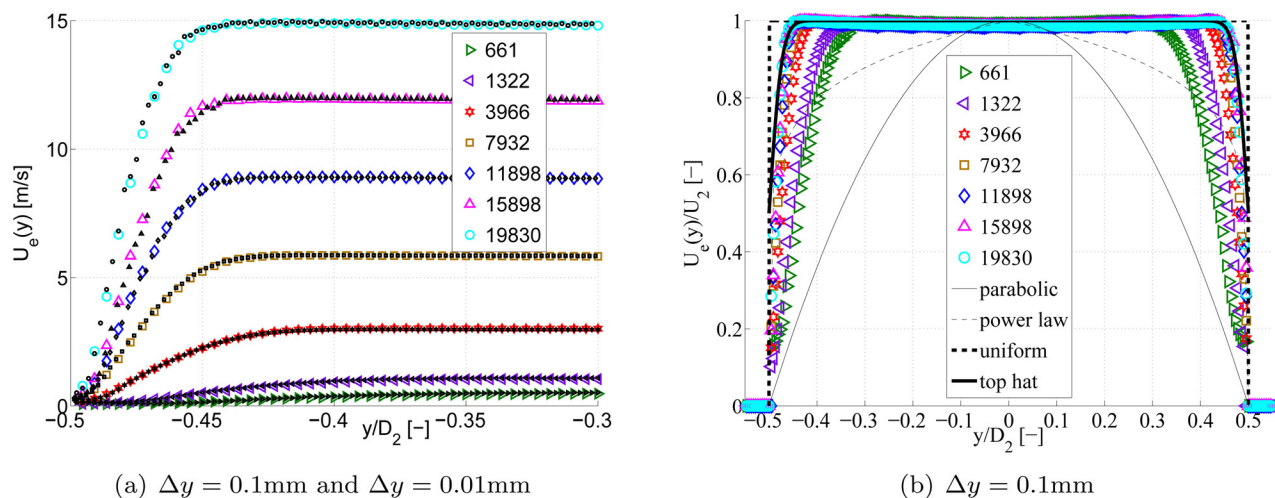 15
10
5
0
U_e(y) [m/s]
661
1322
3966
7932
11898
15898
19830
−0.5 −0.45 −0.4 −0.35 −0.3
y/D_2 [−]
(a) Δy = 0.1mm and Δy = 0.01mm
1
0.8
0.6
0.4
0.2
0
U_e(y)/U_2 [−]
661
1322
3966
7932
11898
15898
19830
parabolic
power law
uniform
top hat
−0.5 −0.4 −0.3 −0.2 −0.1 0 0.1 0.2 0.3 0.4 0.5
y/D_2 [−]
(b) Δy = 0.1mm